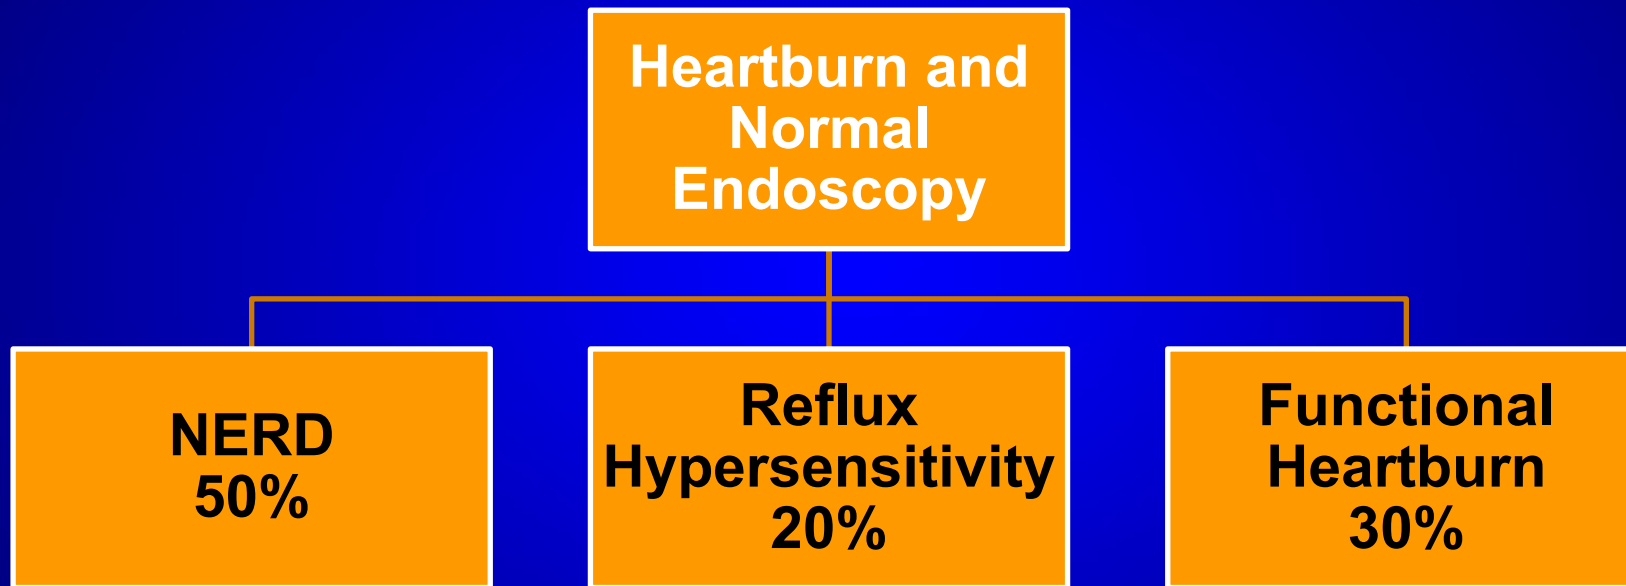 Heartburn and
Normal
Endoscopy
NERD
50%
Reflux
Hypersensitivity
20%
Functional
Heartburn
30%